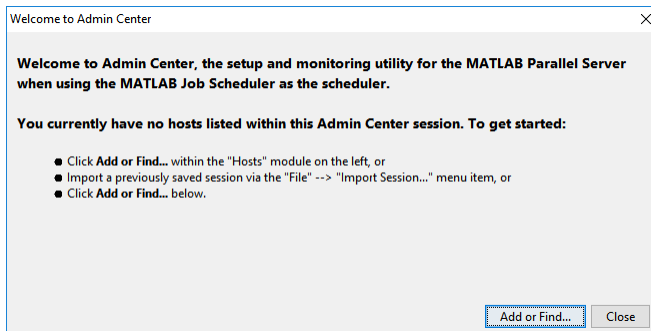 Welcome to Admin Center
Welcome to Admin Center, the setup and monitoring utility for the MATLAB Parallel Server
when using the MATLAB Job Scheduler as the scheduler.
You currently have no hosts listed within this Admin Center session. To get started:
● Click Add or Find... within the "Hosts" module on the left, or
● Import a previously saved session via the "File" --> "Import Session..." menu item, or
● Click Add or Find... below.
Add or Find... Close